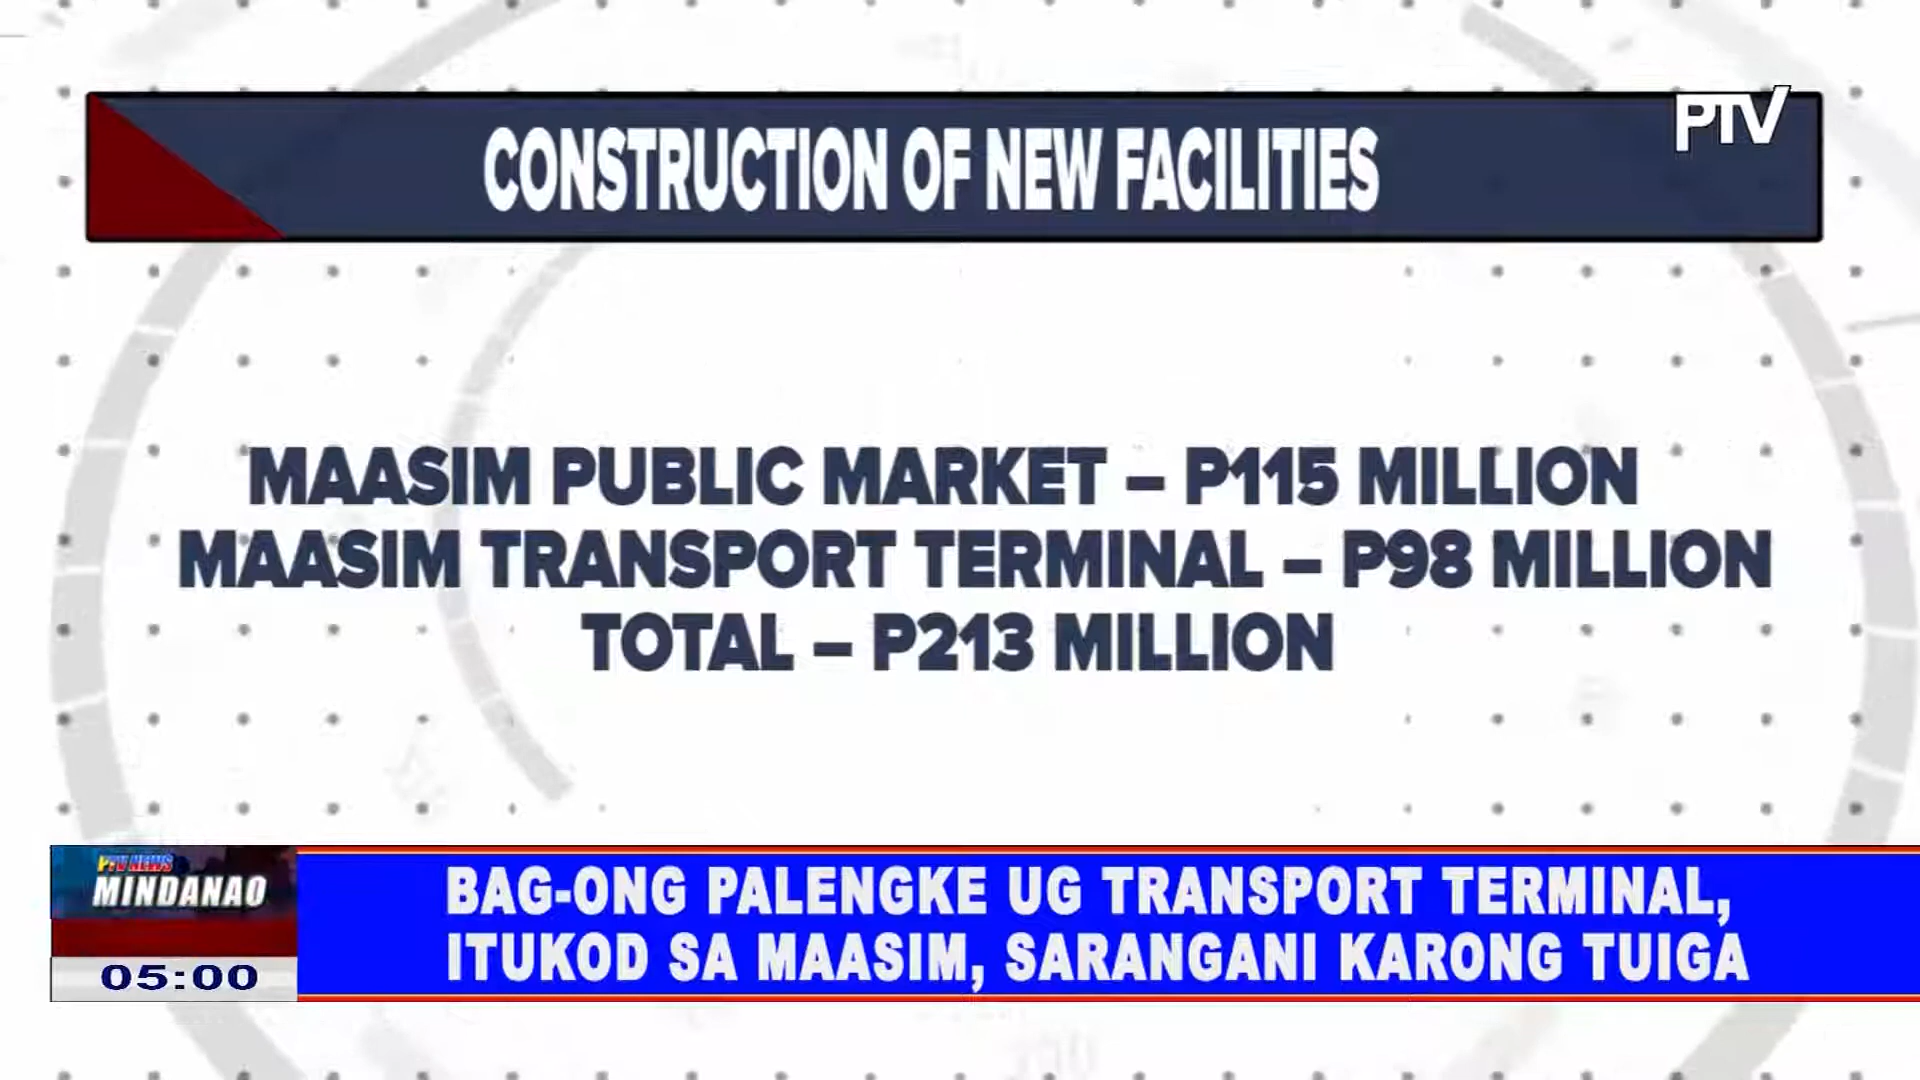 PTV
CONSTRUCTION OF NEW FACILITIES
MAASIM PUBLIC MARKET – P115 MILLION
MAASIM TRANSPORT TERMINAL – P98 MILLION
TOTAL – P213 MILLION
PTV NEWS
MINDANAO
05:00
BAG-ONG PALENGKE UG TRANSPORT TERMINAL,
ITUKOD SA MAASIM, SARANGANI KARONG TUIGA